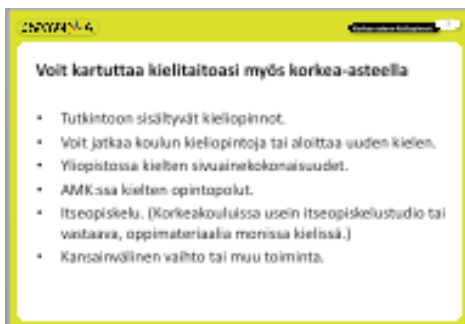 Voit kartuttaa kielitaitoasi myös korkea-asteella
• Tutkintoon sisältyvät kieliopinnot.
• Voit jatkaa koulun kieliopintoja tai aloittaa uuden kielen.
• Yliopistossa kielten sivuainekokonaisuudet.
• AMK:ssa kielten opintopolut.
• Itseopiskelu. (Korkeakouluissa usein itseopiskelustudio tai
vastaava, oppimateriaalia monissa kielissä.)
• Kansainvälinen vaihto tai muu toiminta.